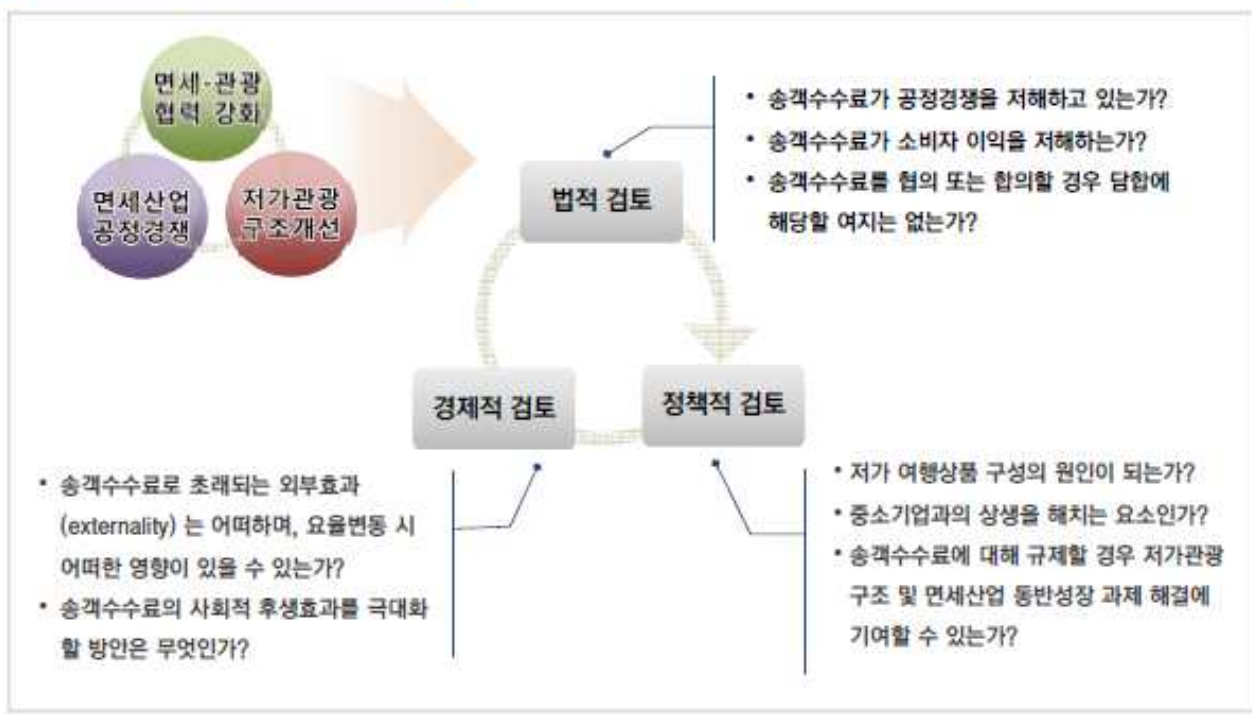 면세·관광
협력 강화
면세산업
공정경쟁
저가관광
구조개선
법적 검토
• 송객수수료가 공정경쟁을 저해하고 있는가?
• 송객수수료가 소비자 이익을 저해하는가?
• 송객수수료를 협의 또는 합의할 경우 담합에
해당할 여지는 없는가?
경제적 검토
정책적 검토
• 송객수수료로 초래되는 외부효과
(externality) 는 어떠하며, 요율변동 시
어떠한 영향이 있을 수 있는가?
• 송객수수료의 사회적 후생효과를 극대화
할 방안은 무엇인가?
• 저가 여행상품 구성의 원인이 되는가?
• 중소기업과의 상생을 해치는 요소인가?
• 송객수수료에 대해 규제할 경우 저가관광
구조 및 면세산업 동반성장 과제 해결에
기여할 수 있는가?